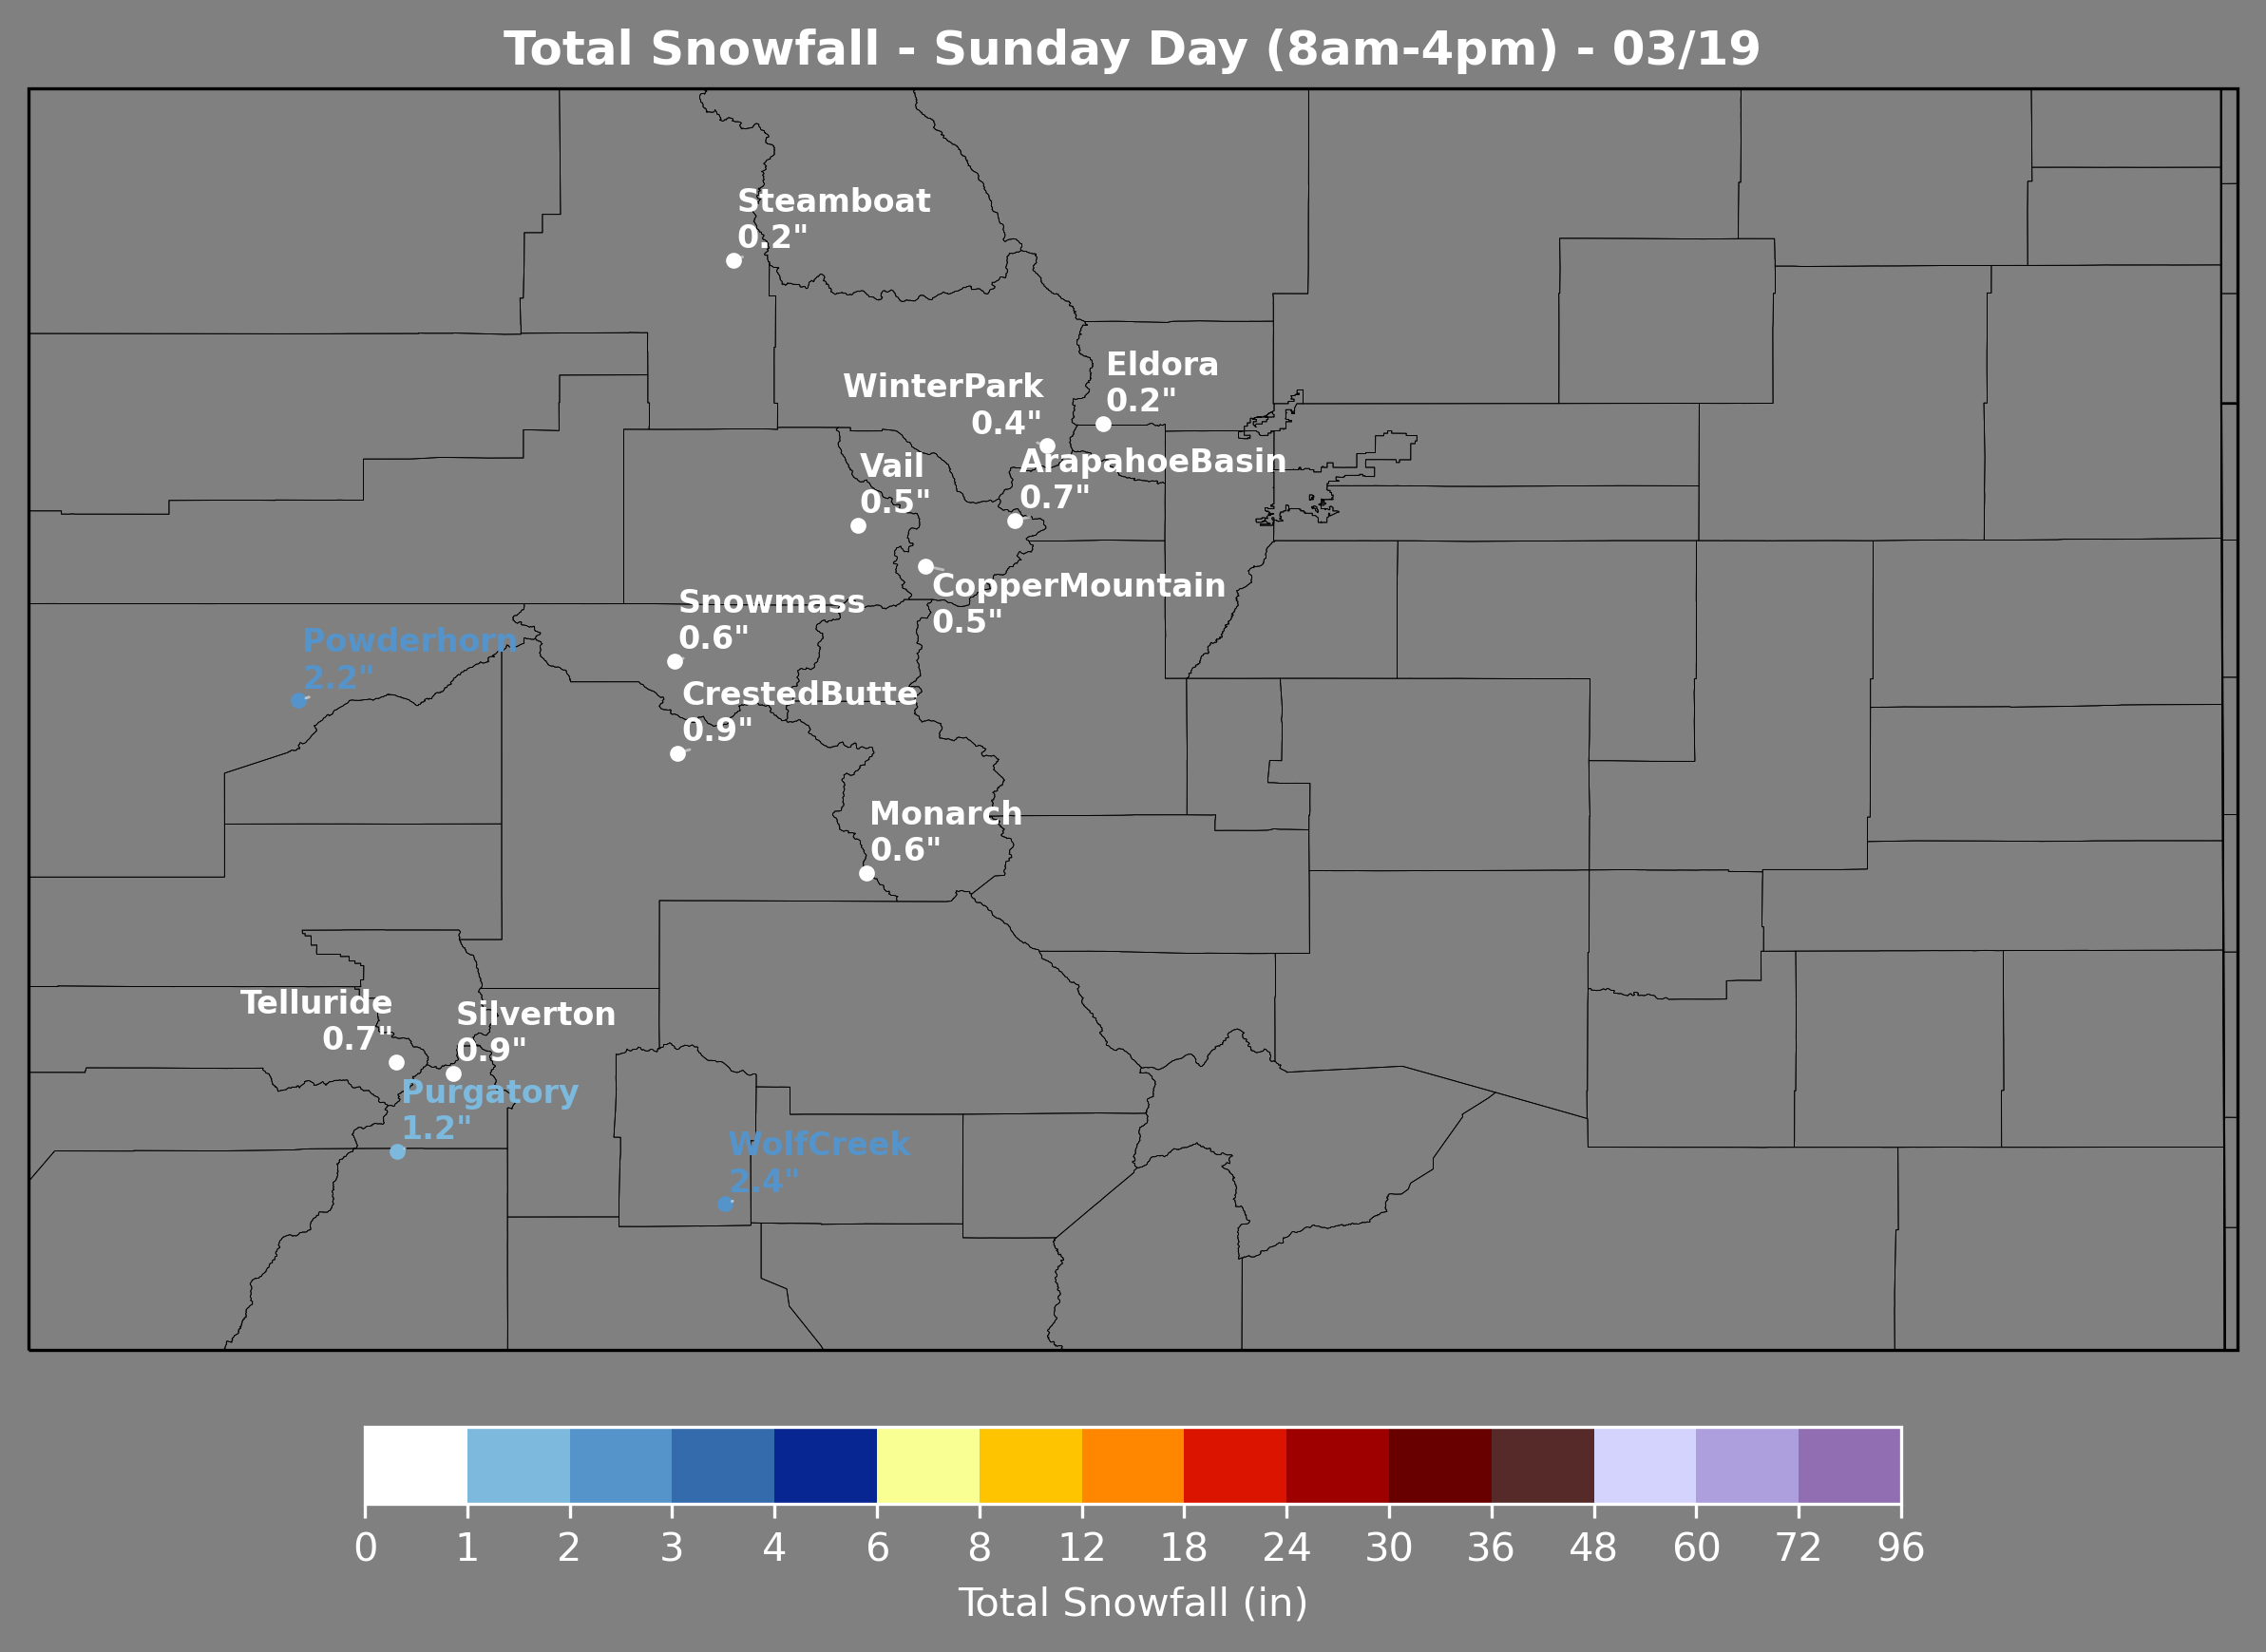 Total Snowfall - Sunday Day (8am-4pm) - 03/19
Steamboat
0.2"
Eldora
0.2"
WinterPark
0.4"
ArapahoeBasin
0.7"
Vail
0.5"
CopperMountain
0.5"
Snowmass
0.6"
Powderhorn
2.2"
CrestedButte
0.9"
Monarch
0.6"
Telluride
0.7"
Silverton
0.9"
Purgatory
1.2"
WolfCreek
2.4"
0 1 2 3 4 6 8 12 18 24 30 36 48 60 72 96
Total Snowfall (in)